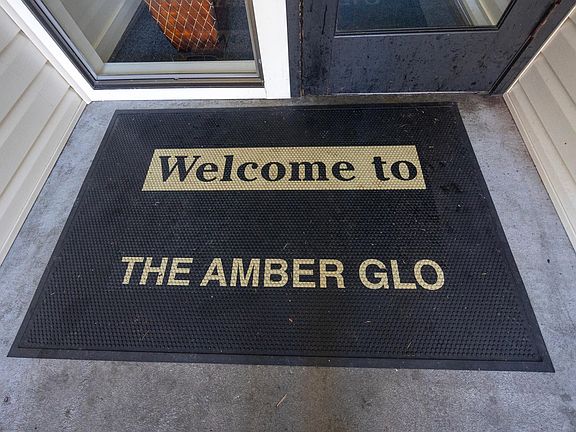 Welcome to
THE AMBER GLO